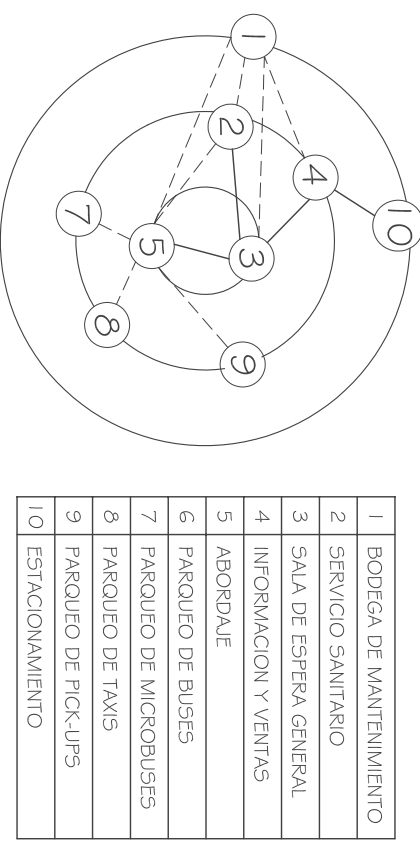 1
2
4
10
3
5
7
8
9
1 BODEGA DE MANTENIMIENTO
2 SERVICIO SANITARIO
3 SALA DE ESPERA GENERAL
4 INFORMACION Y VENTAS
5 ABORDAJE
6 PARQUEO DE BUSES
7 PARQUEO DE MICROBUSES
8 PARQUEO DE TAXIS
9 PARQUEO DE PICK-UPS
10 ESTACIONAMIENTO